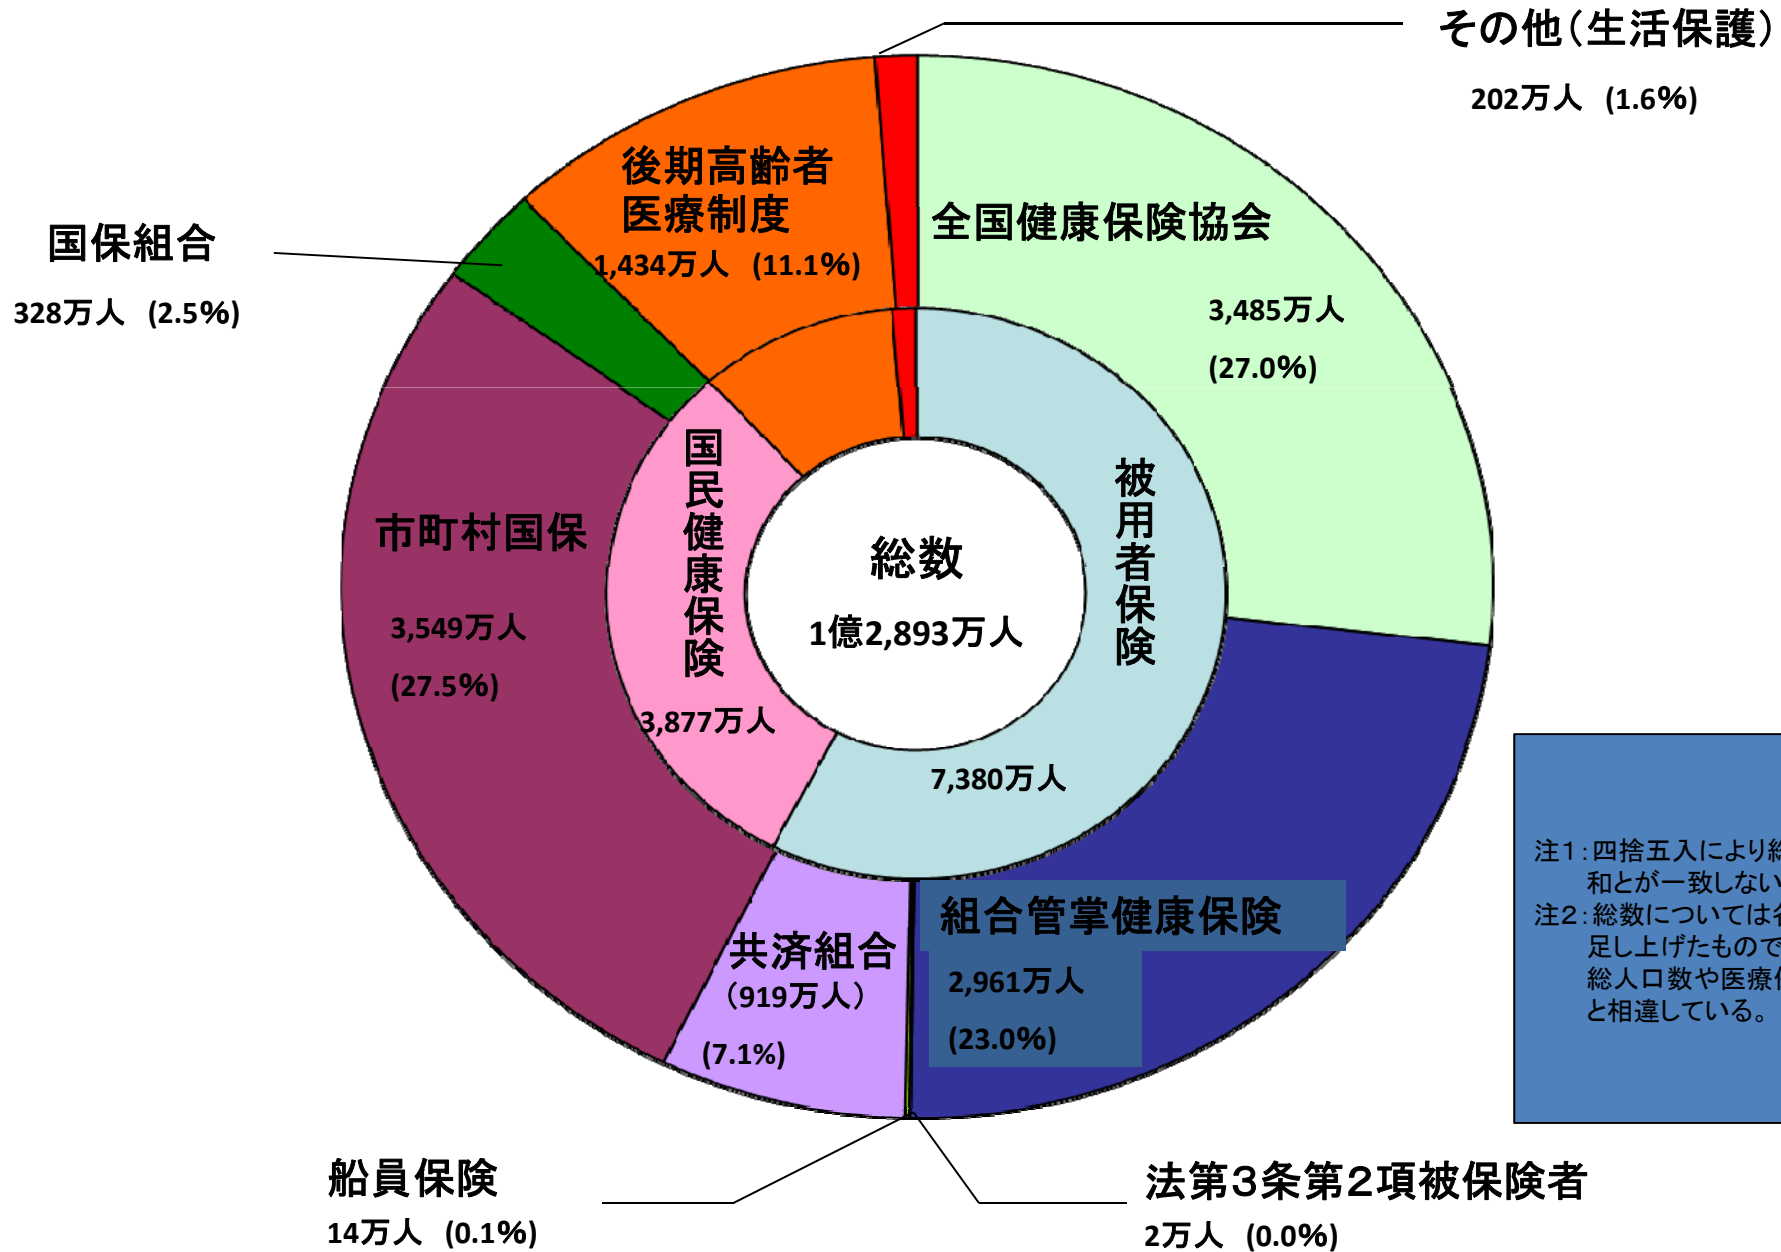 その他（生活保護）
202万人 (1.6%)
後期高齢者
医療制度
1,434万人 (11.1%)
全国健康保険協会
3,485万人
(27.0%)
国保組合
328万人 (2.5%)
国民健康保険
3,877万人
被用者保険
7,380万人
市町村国保
3,549万人
(27.5%)
総数
1億2,893万人
組合管掌健康保険
2,961万人
(23.0%)
共済組合
（919万人）
(7.1%)
船員保険
14万人 (0.1%)
法第３条第２項被保険者
2万人 (0.0%)
注１：四捨五入により
和とが一致しない
注２：総数については
足し上げたもので
総人口数や医療
と相違している。